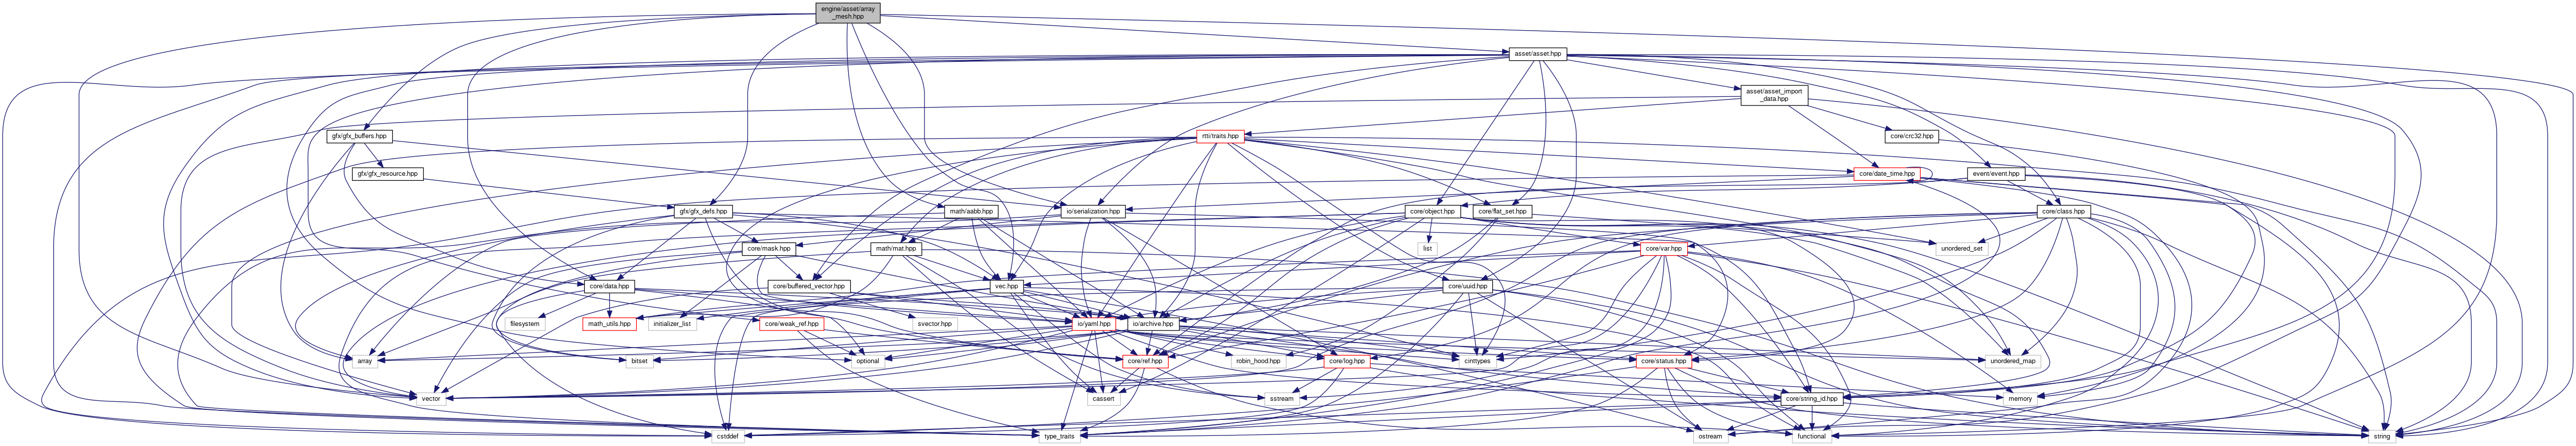 engine/asset/array
_mesh.hpp
asset/asset.hpp
asset/asset_import
_data.hpp
gfx/gfx_buffers.hpp
rtti/traits.hpp
core/crc32.hpp
gfx/gfx_resource.hpp
core/date_time.hpp
event/event.hpp
gfx/gfx_defs.hpp
math/aabb.hpp
io/serialization.hpp
core/object.hpp
core/flat_set.hpp
core/class.hpp
core/mask.hpp
math/mat.hpp
list
core/var.hpp
unordered_set
core/data.hpp
core/buffered_vector.hpp
vec.hpp
core/uuid.hpp
filesystem
math_utils.hpp
initializer_list
core/weak_ref.hpp
svector.hpp
io/yaml.hpp
io/archive.hpp
array
bitset
optional
core/ref.hpp
robin_hood.hpp
core/log.hpp
cinttypes
core/status.hpp
unordered_map
vector
cassert
sstream
core/string_id.hpp
memory
cstddef
type_traits
ostream
functional
string